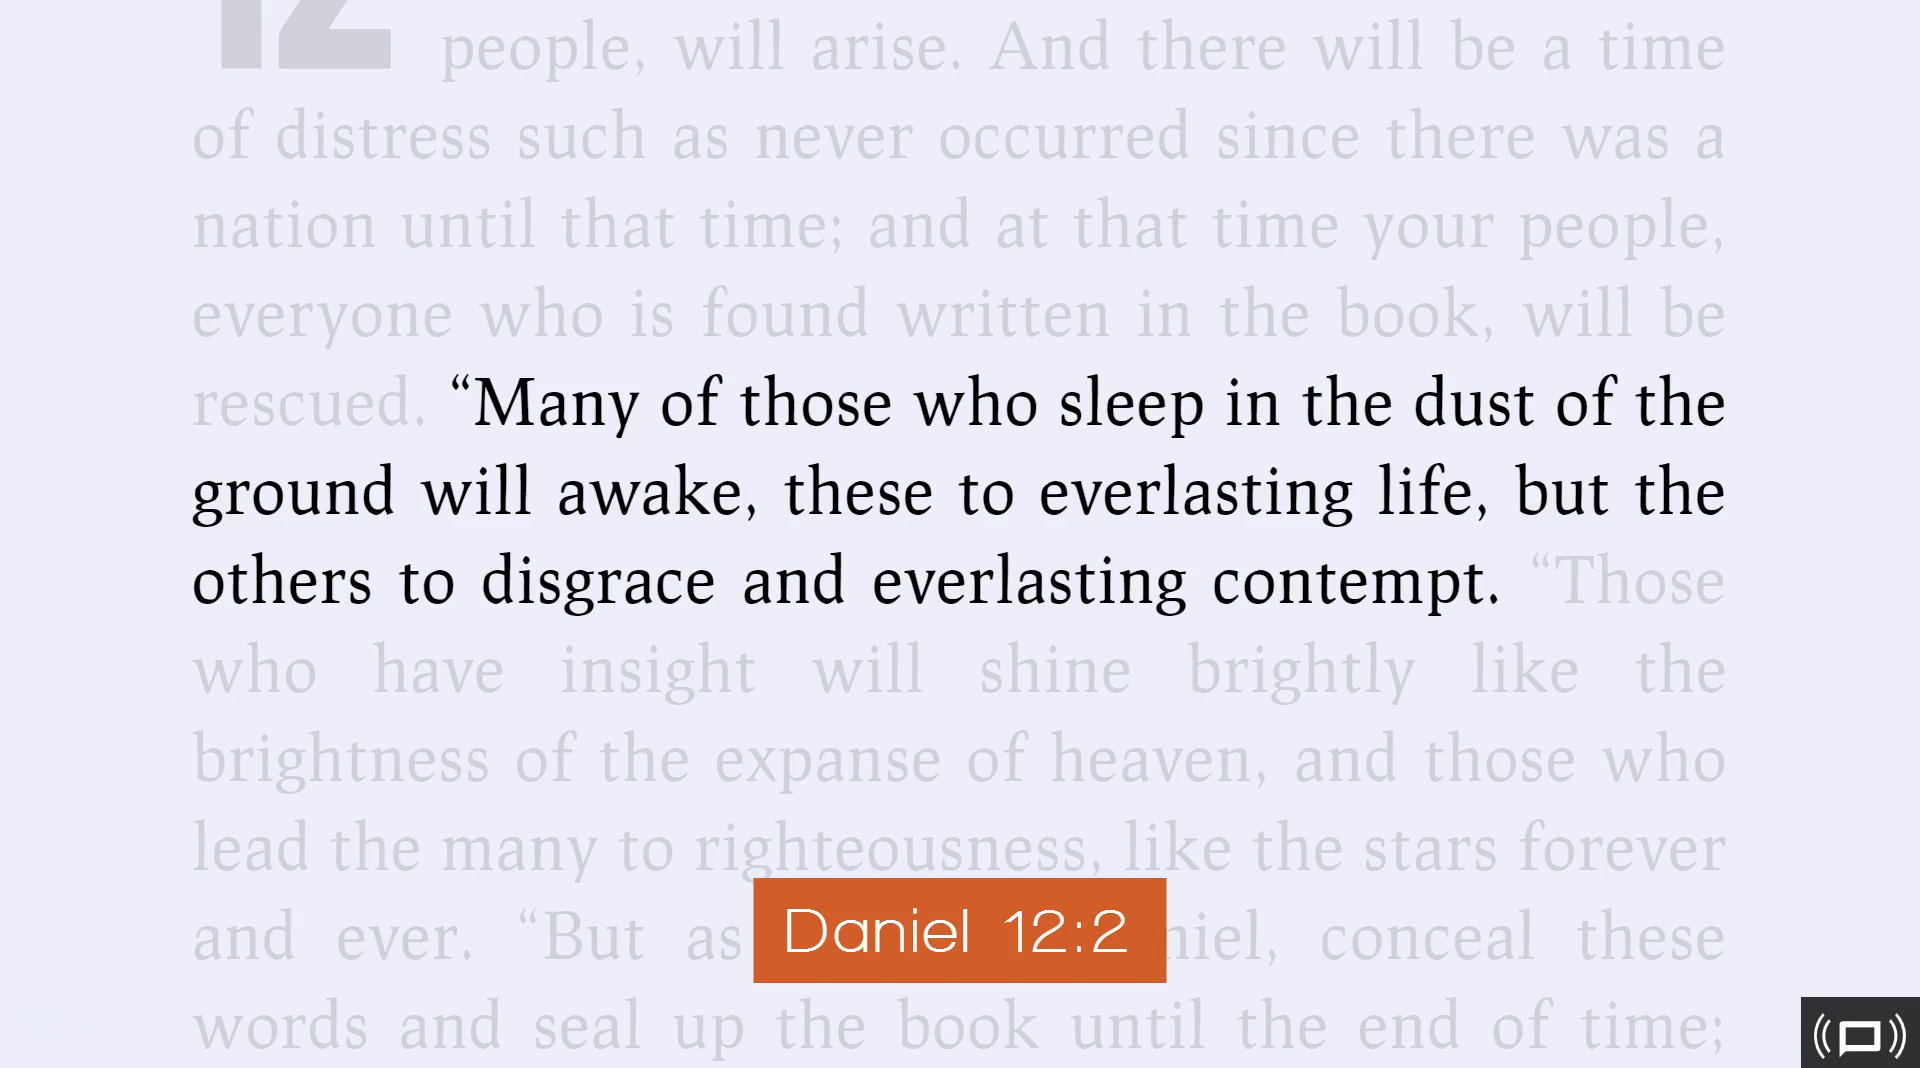 12 people, will arise. And there will be a time
of distress such as never occurred since there was a
nation until that time; and at that time your people,
everyone who is found written in the book, will be
rescued. “Many of those who sleep in the dust of the
ground will awake, these to everlasting life, but the
others to disgrace and everlasting contempt. “Those
who have insight will shine brightly like the
brightness of the expanse of heaven, and those who
lead the many to righteousness, like the stars forever
and ever. “But as niel, conceal these
Daniel 12:2
words and seal up the book until the end of time;